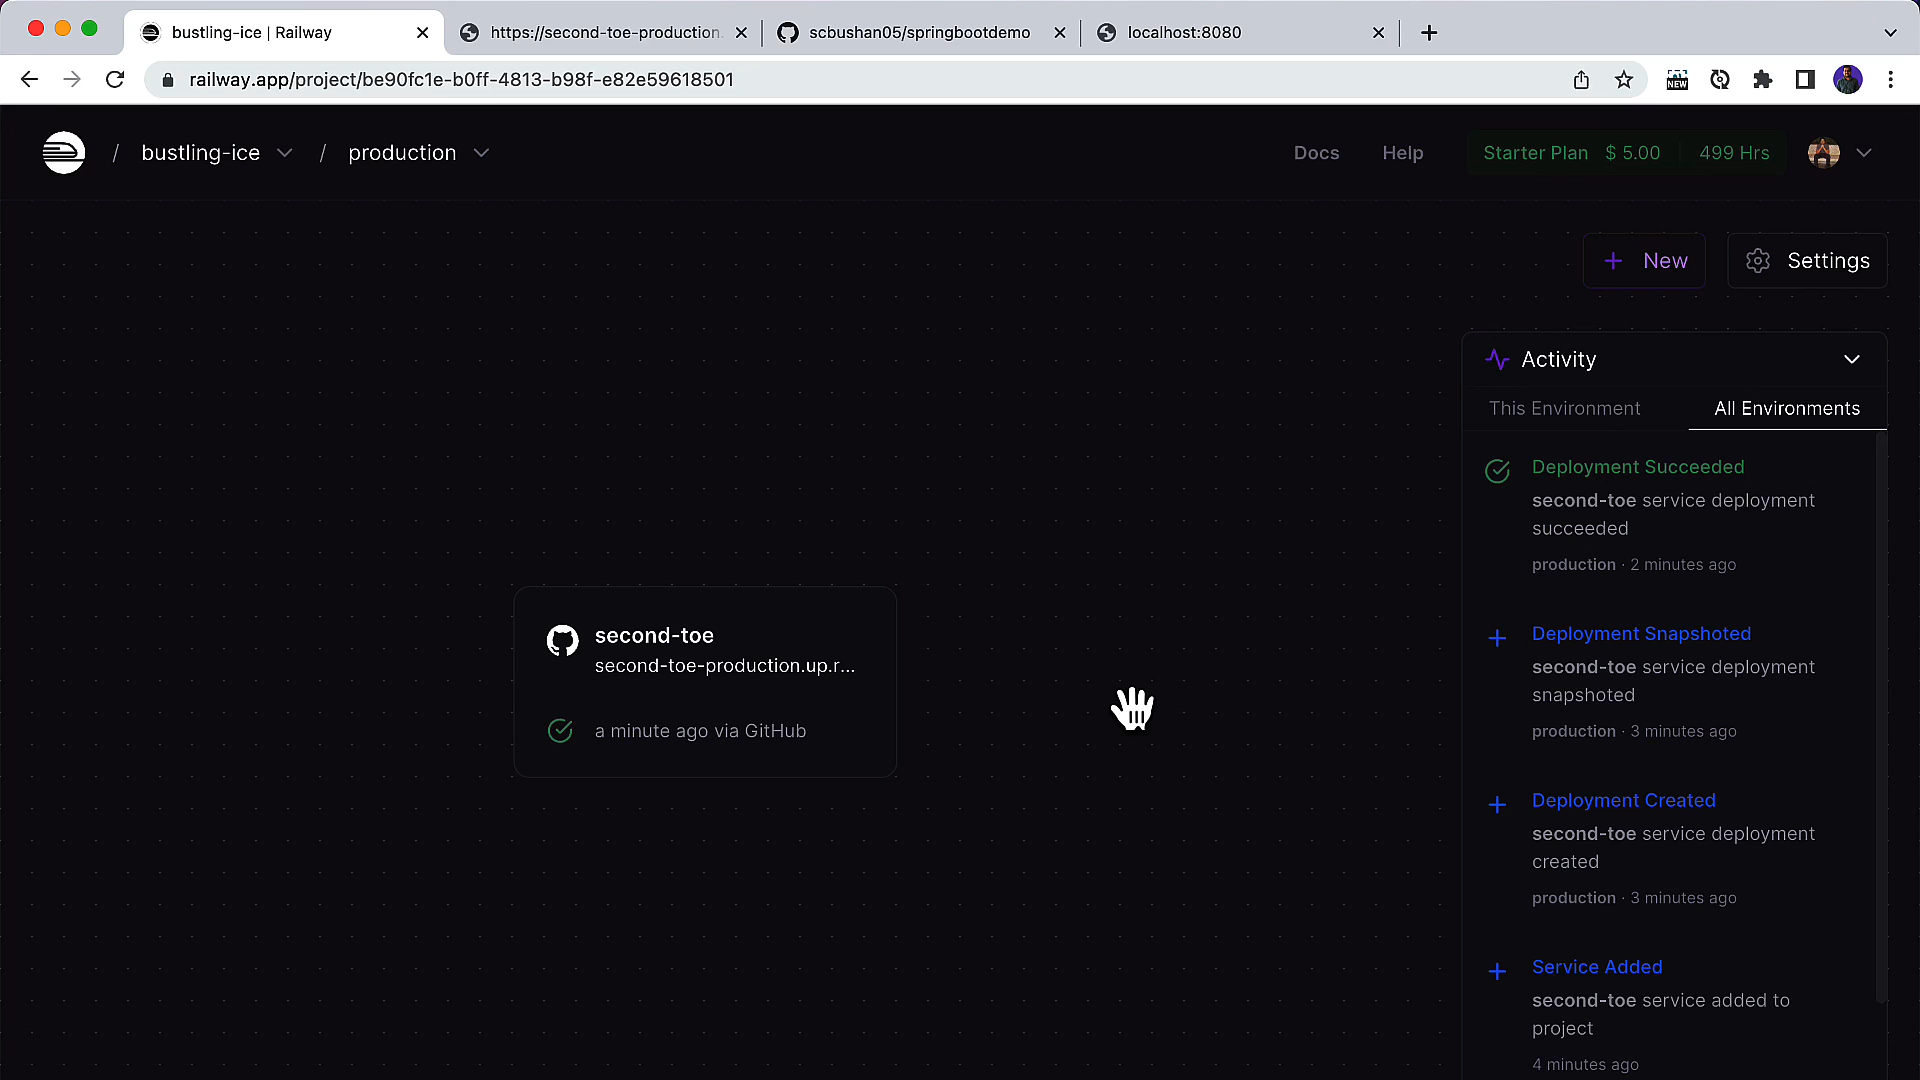 bustling-ice | Railway
https://second-toe-production.
scbushan05/springbootdemo
localhost:8080
railway.app/project/be90fc1e-b0ff-4813-b98f-e82e59618501
NEW
/ bustling-ice / production
Docs
Help
Starter Plan $ 5.00 499 Hrs
+ New
Settings
Activity
This Environment
All Environments
Deployment Succeeded
second-toe service deployment
succeeded
production · 2 minutes ago
Deployment Snapshoted
second-toe service deployment
snapshoted
production · 3 minutes ago
Deployment Created
second-toe service deployment
created
production · 3 minutes ago
Service Added
second-toe service added to
project
4 minutes ago
second-toe
second-toe-production.up.r...
a minute ago via GitHub